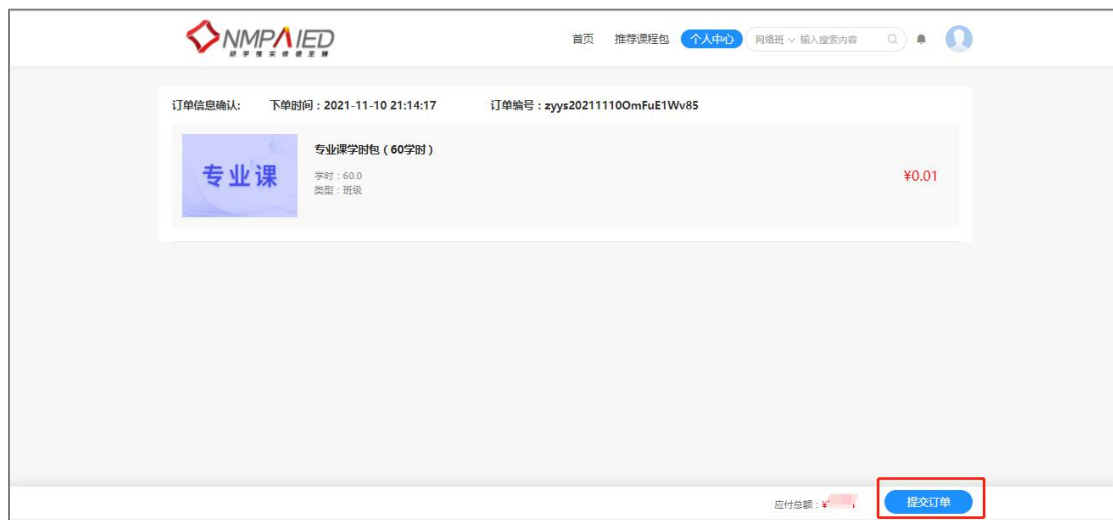 NMPAIED
研学惟实 修德至臻
首页 推荐课程包 个人中心 网络班 输入搜索内容
订单信息确认: 下单时间：2021-11-10 21:14:17 订单编号：zyys20211110OmFuE1Wv85
专业课
专业课学时包（60学时）
学时：60.0
类型：班级
¥0.01
应付总额：¥
提交订单